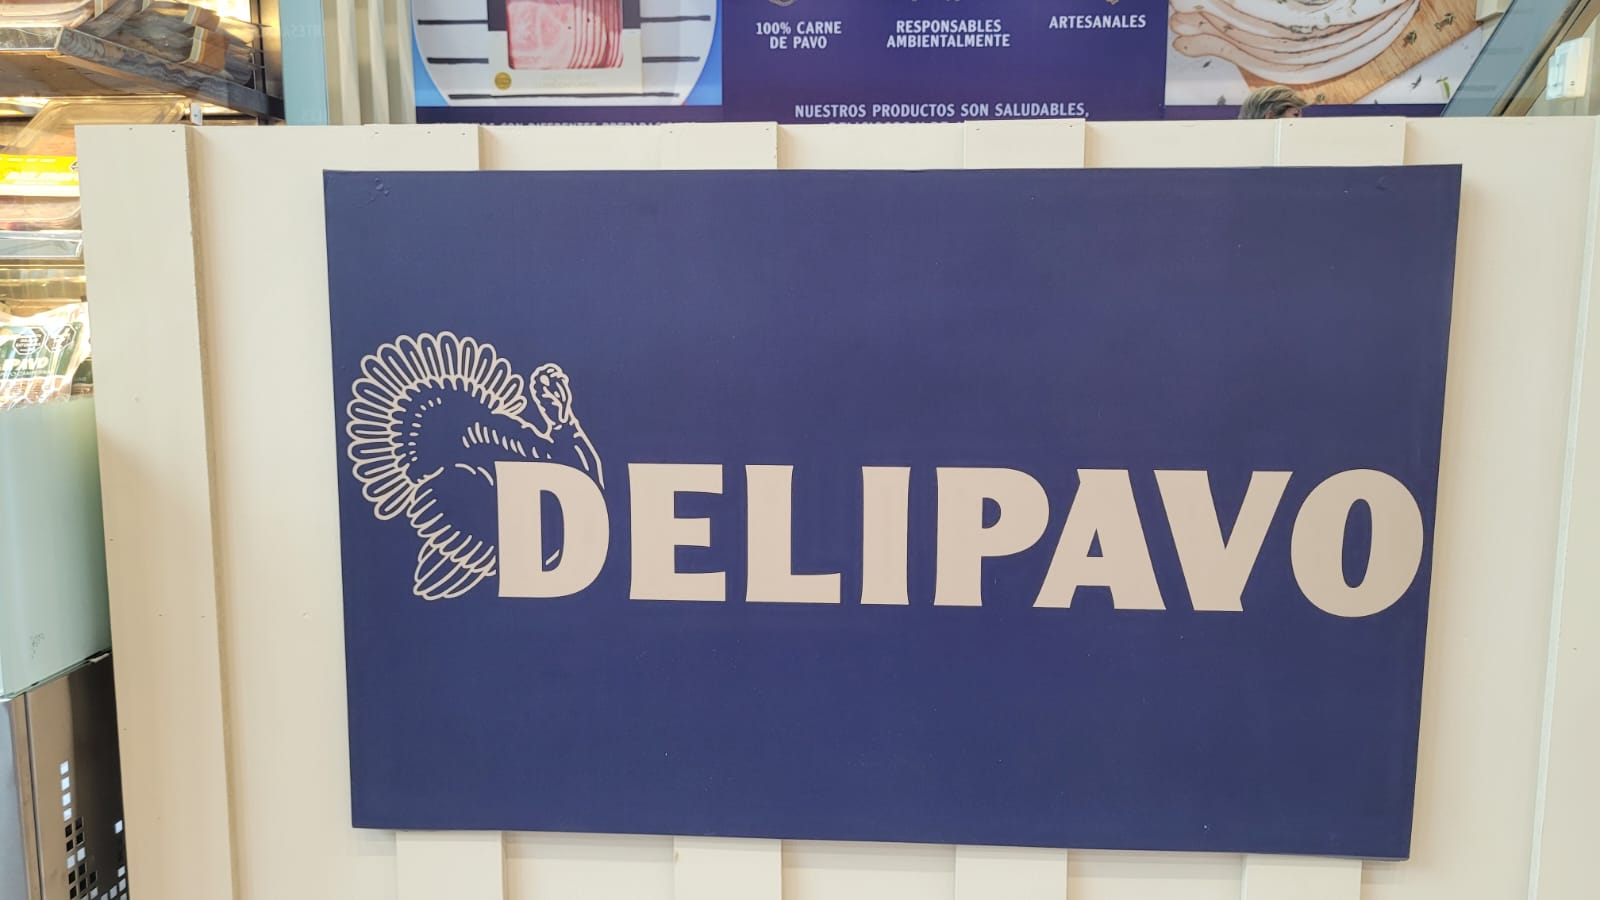 100% CARNE
DE PAVO
RESPONSABLES
AMBIENTALMENTE
ARTESANALES
NUESTROS PRODUCTOS SON SALUDABLES,
DELIPAVO